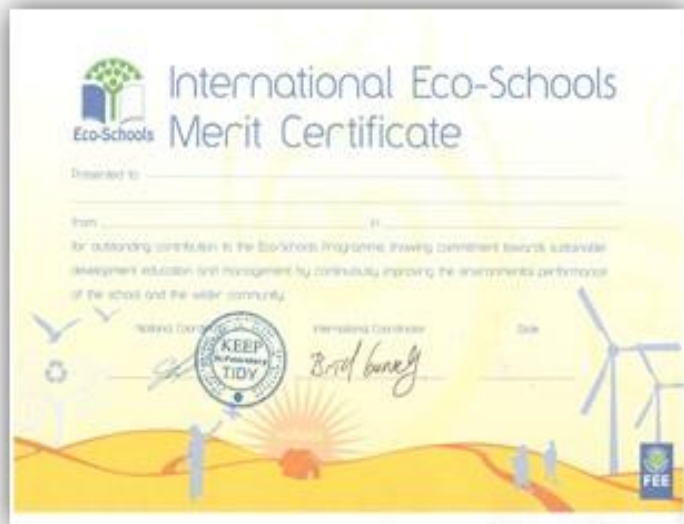 International Eco-Schools
Merit Certificate
Eco-Schools
Presented to
from in
for outstanding contribution to the Eco-Schools Programme showing commitment towards sustainable
development education and management by continuously improving the environmental performance
of the school and the wider community
National International Coordinator Date
KEEP
St.Petersburg
TIDY
FEE